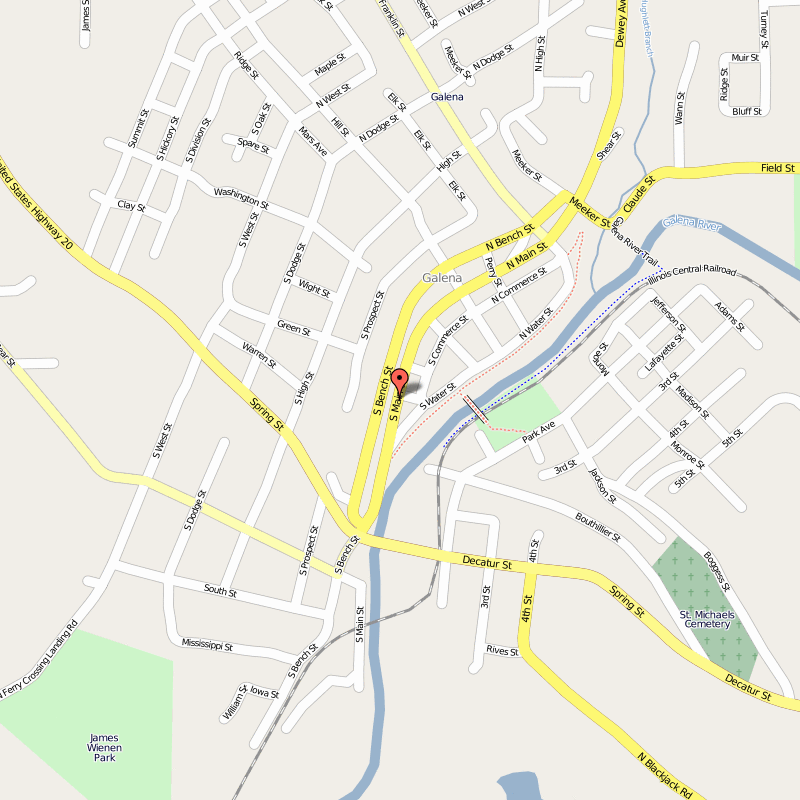 James S
Franklin St
Meeker St
N West S
Dewey Ave
Hughlett Branch
Turney St
Muir St
Ridge St
Bluff St
Wann St
Ridge St
Maple St
N West St
Meeker St
N Dodge St
N High St
Galena
Elk St
Elk St
Elk St
Summit St
S Hickory St
S Division St
S Oak St
Spare St
Mars Ave
Hill St
N Dodge St
High St
Shear St
Meeker St
Claude St
Field St
Meeker St
Galena River Trail
Galena River
Illinois Central Railroad
United States Highway 20
Clay St
Washington St
S West St
S Dodge St
Wight St
Green St
Warren St
S Prospect St
S High St
N Bench St
N Main St
Galena
Perry St
N Commerce St
S Commerce St
N Water St
S Water St
S Bench St
S Main
Spring St
S West St
ear St
Jefferson St
Adams St
Lafayette St
Monroe St
3rd St
Madison St
4th St
5th St
Monroe St
5th St
Park Ave
3rd St
Jackson St
Bouthillier St
Boggess St
S Dodge St
S Prospect St
S Bench St
Decatur St
4th St
4th St
3rd St
Spring St
St. Michaels
Cemetery
Decatur St
South St
Mississippi St
S Bench St
S Main St
Iowa St
William St
N Ferry Crossing Landing Rd
James
Wienen
Park
Rives St
N Blackjack Rd